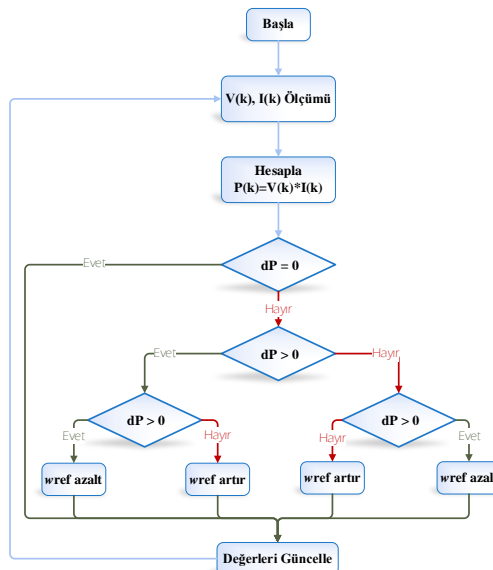 Başla
V(k), I(k) Ölçümü
Hesapla
P(k)=V(k)*I(k)
Evet
dP = 0
Hayır
Evet
dP > 0
Hayır
dP > 0
dP > 0
Evet
Hayır
Hayır
Evet
wref azalt
wref artır
wref artır
wref azalt
Değerleri Güncelle